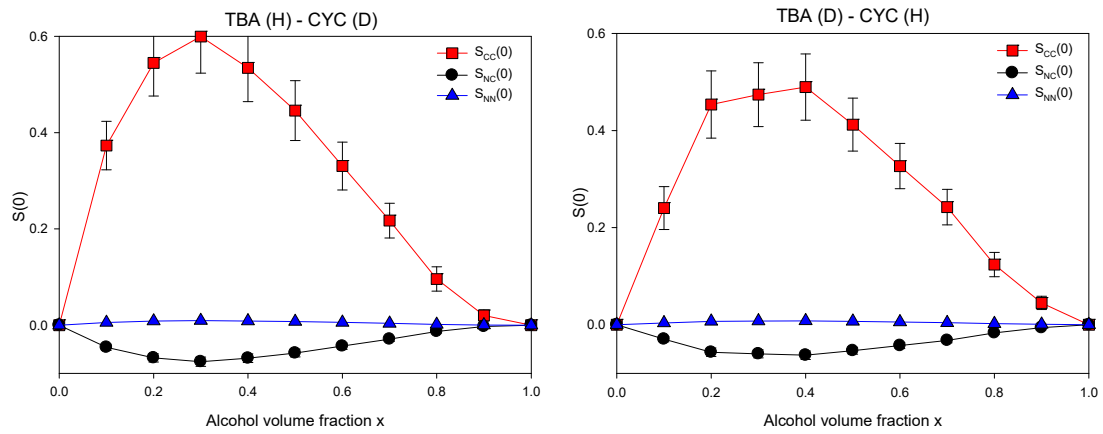 TBA (H) - CYC (D)
0.6
0.4
0.2
0.0
S(0)
S_CC(0)
S_NC(0)
S_NN(0)
0.0 0.2 0.4 0.6 0.8 1.0
Alcohol volume fraction x
TBA (D) - CYC (H)
0.6
0.4
0.2
0.0
S(0)
S_CC(0)
S_NC(0)
S_NN(0)
0.0 0.2 0.4 0.6 0.8 1.0
Alcohol volume fraction x